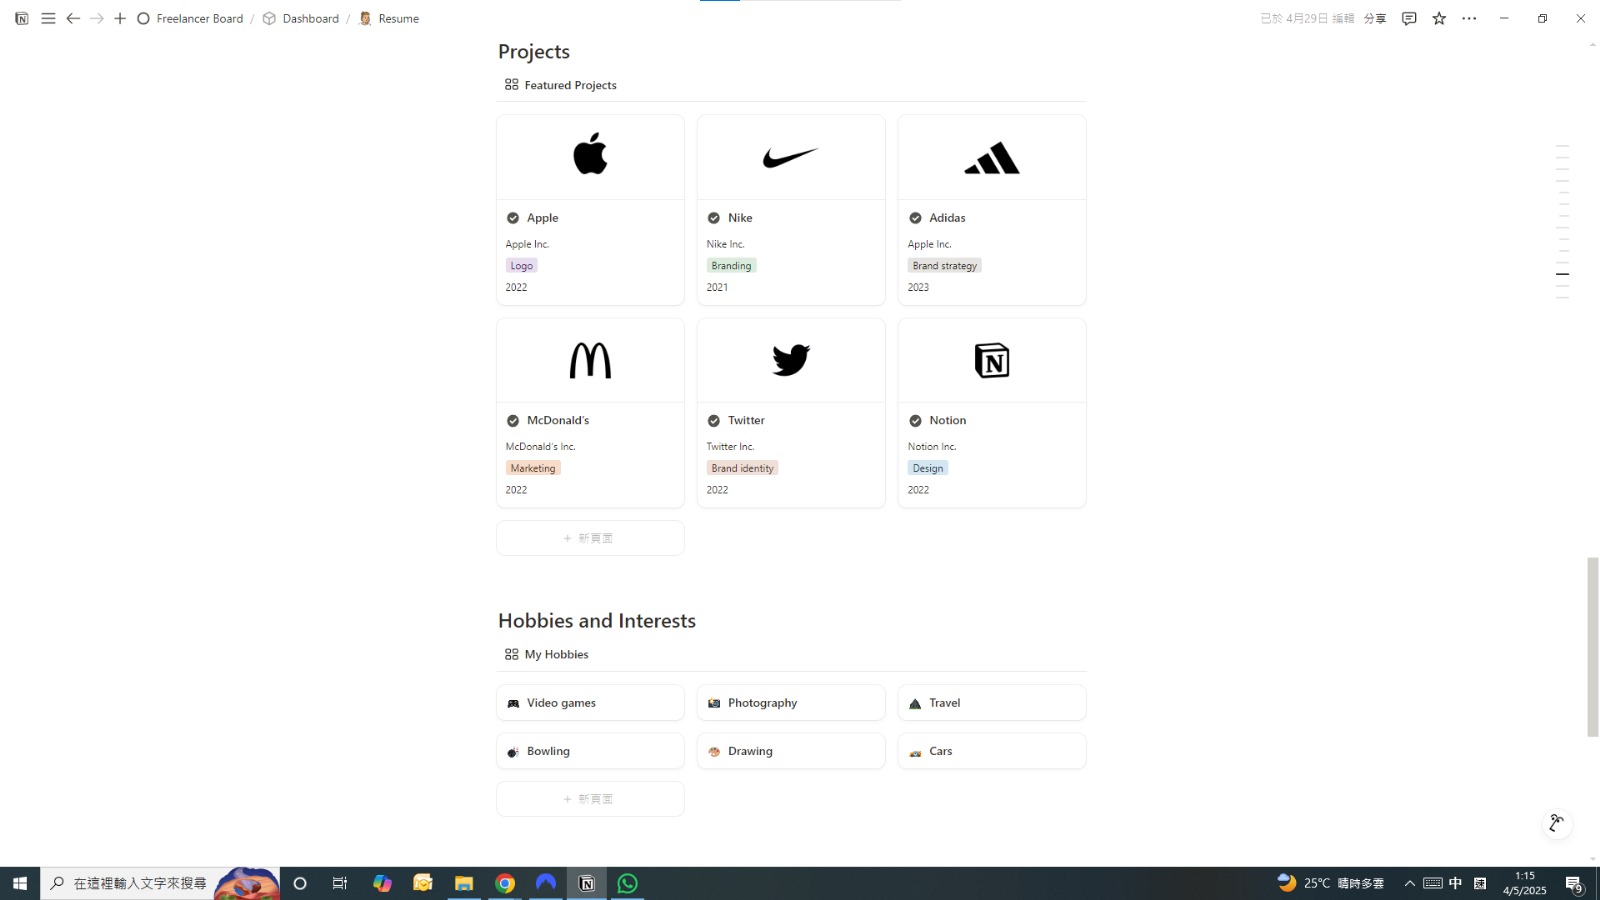 Freelancer Board / Dashboard / Resume
已於 4月29日 編輯 分享
Projects
Featured Projects
Apple
Apple Inc.
Logo
2022
Nike
Nike Inc.
Branding
2021
Adidas
Apple Inc.
Brand strategy
2023
McDonald's
McDonald's Inc.
Marketing
2022
Twitter
Twitter Inc.
Brand identity
2022
Notion
Notion Inc.
Design
2022
+ 新頁面
Hobbies and Interests
My Hobbies
Video games
Photography
Travel
Bowling
Drawing
Cars
+ 新頁面
在這裡輸入文字來搜尋
25°C 晴時多雲
中
1:15
4/5/2025
9